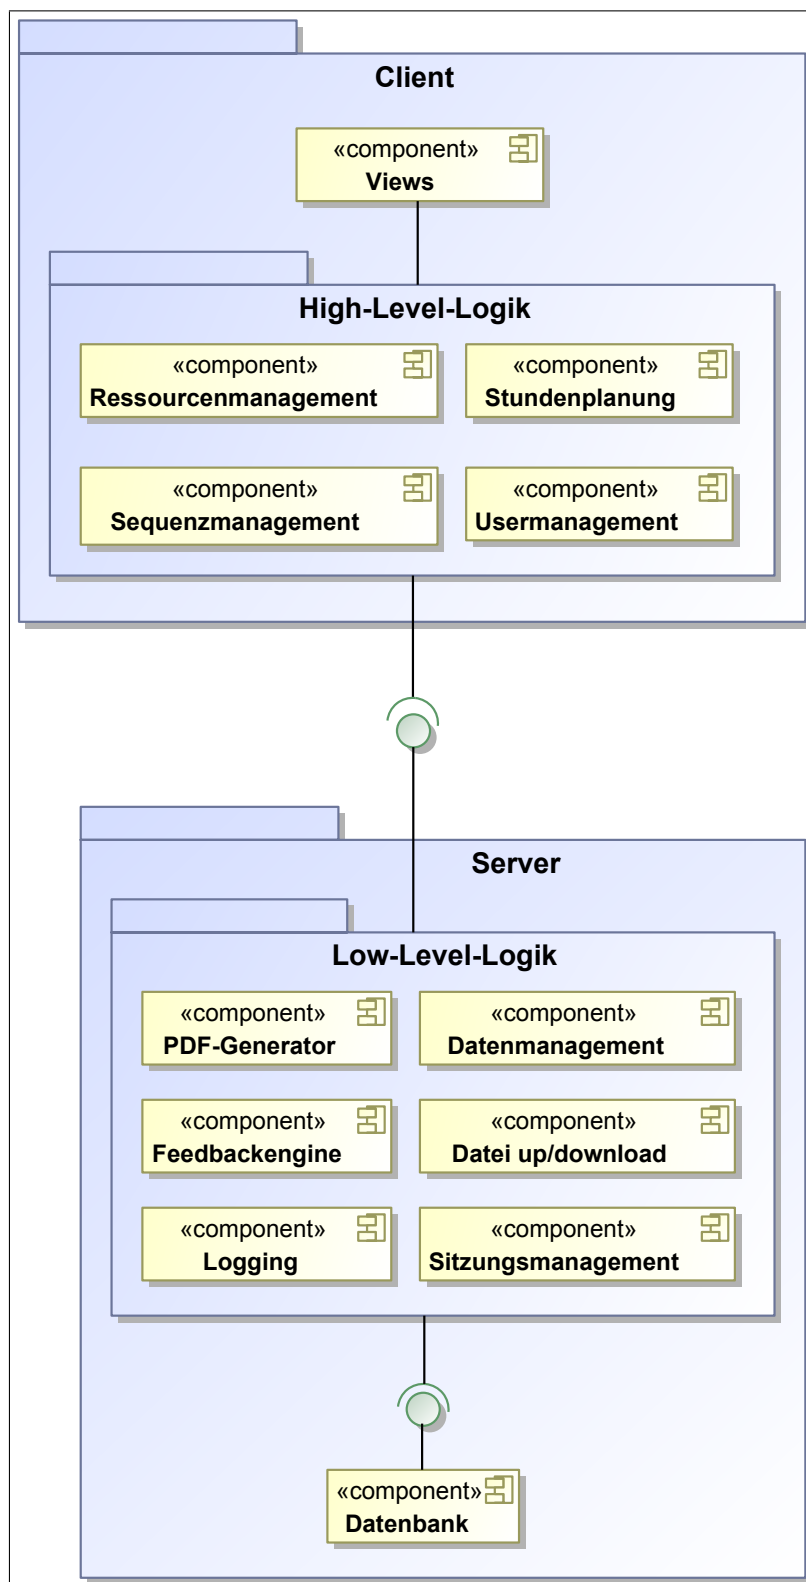 Client
«component»
Views
High-Level-Logik
«component»
Ressourcenmanagement
«component»
Stundenplanung
«component»
Sequenzmanagement
«component»
Usermanagement
Server
Low-Level-Logik
«component»
PDF-Generator
«component»
Datenmanagement
«component»
Feedbackengine
«component»
Datei up/download
«component»
Logging
«component»
Sitzungsmanagement
«component»
Datenbank